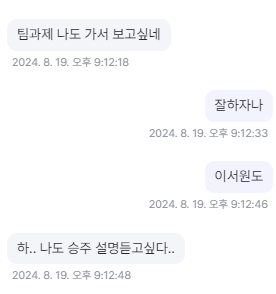 팀과제 나도 가서 보고싶네
2024. 8. 19. 오후 9:12:18
잘하자나
2024. 8. 19. 오후 9:12:33
이서원도
2024. 8. 19. 오후 9:12:46
하.. 나도 승주 설명듣고싶다..
2024. 8. 19. 오후 9:12:48